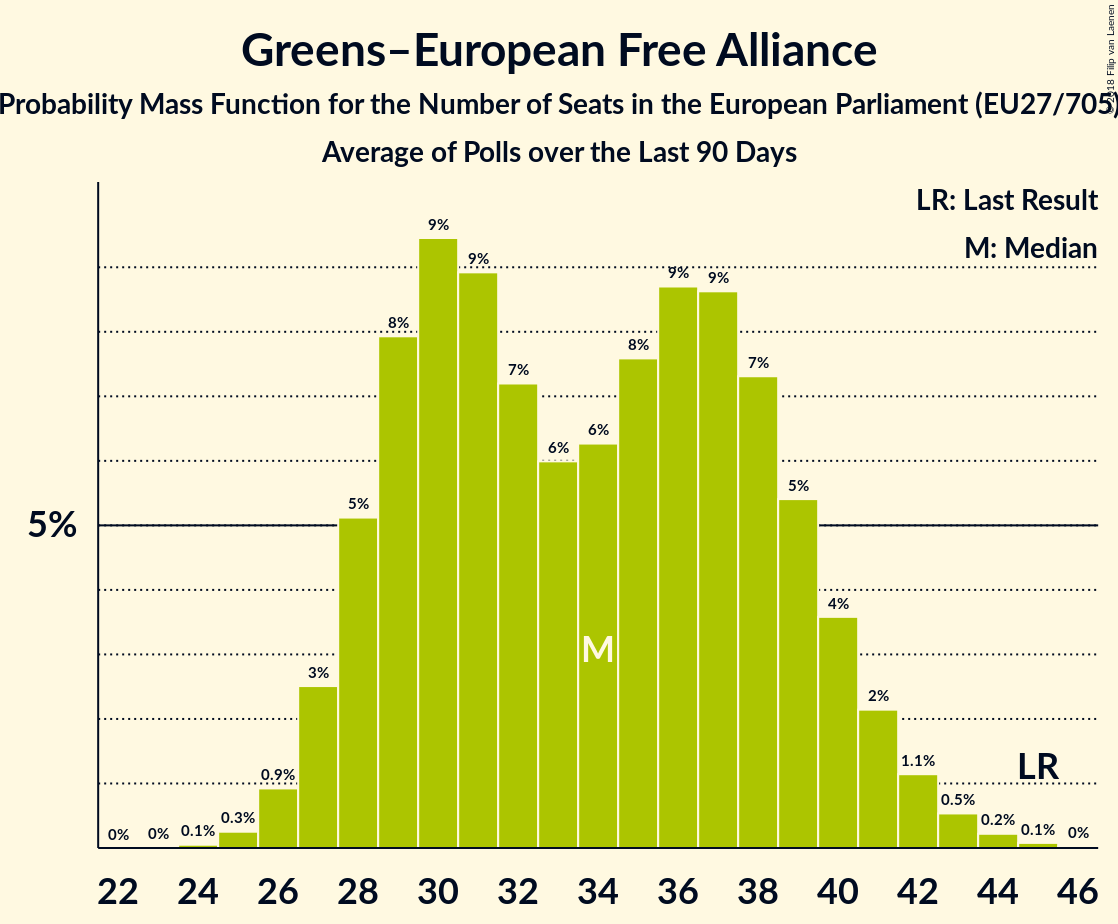 Greens–European Free Alliance
Probability Mass Function for the Number of Seats in the European Parliament (EU27/705)
Average of Polls over the Last 90 Days
© 2018 Filip van Laenen
LR: Last Result
M: Median
5%
0% 0% 0.1% 0.3% 0.9% 3% 5% 8% 9% 9% 7% 6% 6% 8% 9% 9% 7% 5% 4% 2% 1.1% 0.5% 0.2% 0.1% 0%
M
LR
22 24 26 28 30 32 34 36 38 40 42 44 46